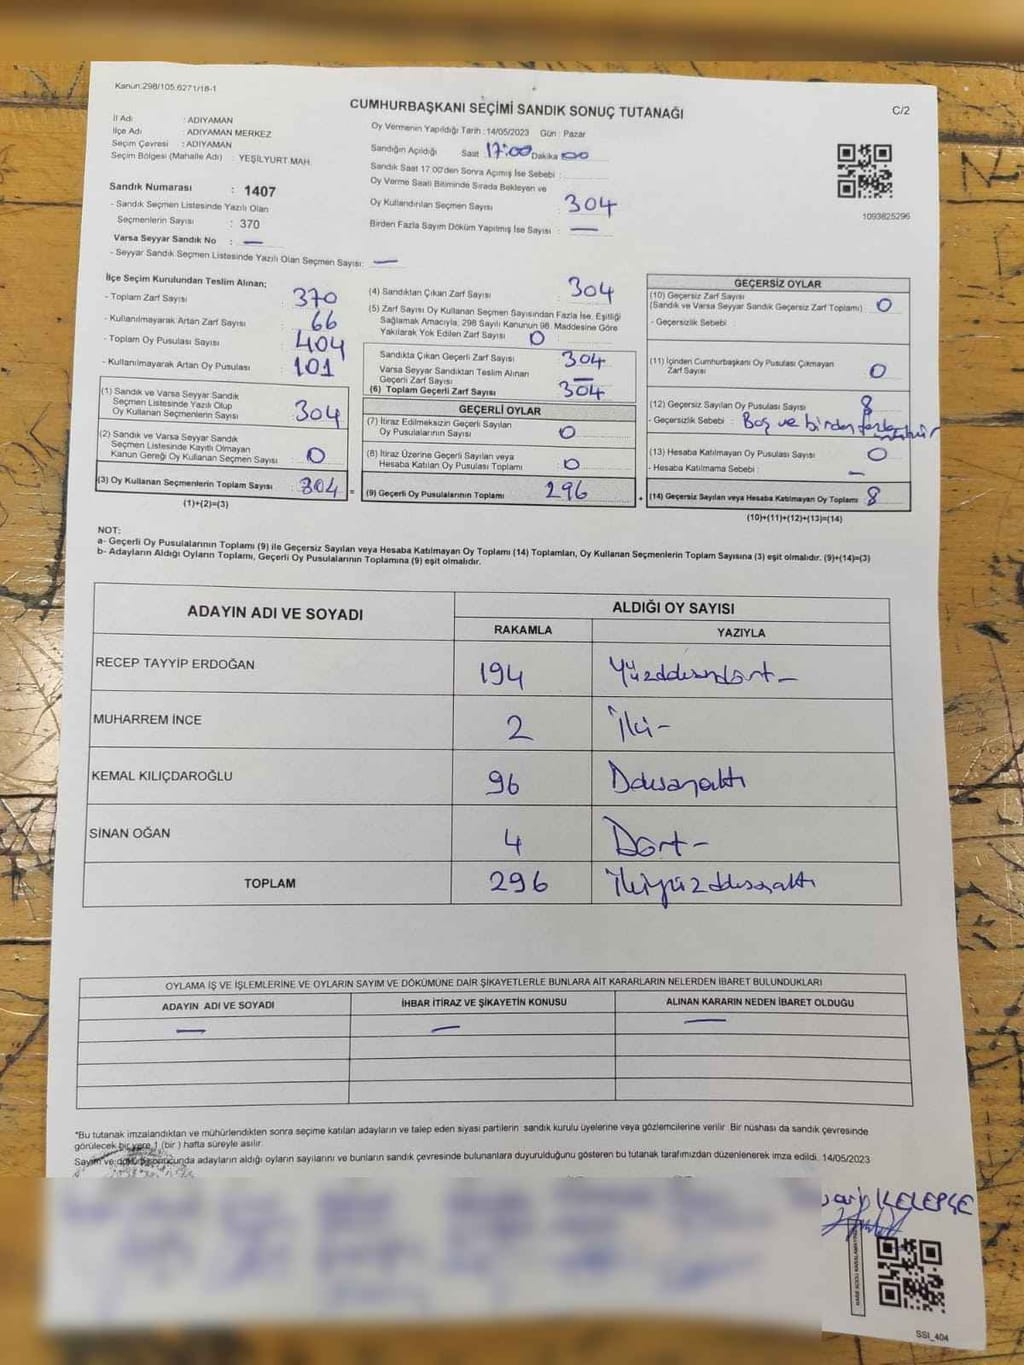 Kanun:298/105.6271/18-1
CUMHURBAŞKANI SEÇİMİ SANDIK SONUÇ TUTANAĞI
C/2
İl Adı : ADIYAMAN
İlçe Adı : ADIYAMAN MERKEZ
Seçim Çevresi : ADIYAMAN
Seçim Bölgesi (Mahalle Adı) : YEŞİLYURT MAH.
Sandık Numarası : 1407
- Sandık Seçmen Listesinde Yazılı Olan
Seçmenlerin Sayısı : 370
Varsa Seyyar Sandık No : —
- Seyyar Sandık Seçmen Listesinde Yazılı Olan Seçmen Sayısı: —
Oy Vermenin Yapıldığı Tarih : 14/05/2023 Gün : Pazar
Sandığın Açıldığı Saat 17:00 Dakika 00
Sandık Saat 17:00'den Sonra Açımış İse Sebebi :
Oy Verme Saati Bitiminde Sırada Bekleyen ve
Oy Kullandırılan Seçmen Sayısı : 304
Birden Fazla Sayım Döküm Yapılmış İse Sayısı : —
1093825296
İlçe Seçim Kurulundan Teslim Alınan;
- Toplam Zarf Sayısı : 370
- Kullanılmayarak Artan Zarf Sayısı : 66
- Toplam Oy Pusulası Sayısı : 404
- Kullanılmayarak Artan Oy Pusulası : 101
(1) Sandık ve Varsa Seyyar Sandık
Seçmen Listesinde Yazılı Olup
Oy Kullanan Seçmenlerin Sayısı : 304
(2) Sandık ve Varsa Seyyar Sandık
Seçmen Listesinde Kayıtlı Olmayan
Kanun Gereği Oy Kullanan Seçmen Sayısı : 0
(3) Oy Kullanan Seçmenlerin Toplam Sayısı : 304 =
(1)+(2)=(3)
(4) Sandıktan Çıkan Zarf Sayısı : 304
(5) Zarf Sayısı Oy Kullanan Seçmen Sayısından Fazla İse, Eşitliği
Sağlamak Amacıyla, 298 Sayılı Kanunun 98. Maddesine Göre
Yakılarak Yok Edilen Zarf Sayısı : 0
Sandıkta Çıkan Geçerli Zarf Sayısı : 304
Varsa Seyyar Sandıktan Teslim Alınan
Geçerli Zarf Sayısı : —
(6) Toplam Geçerli Zarf Sayısı : 304
GEÇERLİ OYLAR
(7) İtiraz Edilmeksizin Geçerli Sayılan
Oy Pusulalarının Sayısı : 0
(8) İtiraz Üzerine Geçerli Sayılan veya
Hesaba Katılan Oy Pusulası Toplamı : 0
(9) Geçerli Oy Pusulalarının Toplamı : 296 +
GEÇERSİZ OYLAR
(10) Geçersiz Zarf Sayısı
(Sandık ve Varsa Seyyar Sandık Geçersiz Zarf Toplamı) : 0
- Geçersizlik Sebebi :
(11) İçinden Cumhurbaşkanı Oy Pusulası Çıkmayan
Zarf Sayısı : 0
(12) Geçersiz Sayılan Oy Pusulası Sayısı : 8
- Geçersizlik Sebebi : Boş ve birden fazla
(13) Hesaba Katılmayan Oy Pusulası Sayısı : 0
- Hesaba Katılmama Sebebi : —
(14) Geçersiz Sayılan veya Hesaba Katılmayan Oy Toplamı : 8
(10)+(11)+(12)+(13)=(14)
NOT:
a- Geçerli Oy Pusulalarının Toplamı (9) ile Geçersiz Sayılan veya Hesaba Katılmayan Oy Toplamı (14) Toplamları, Oy Kullanan Seçmenlerin Toplam Sayısına (3) eşit olmalıdır. (9)+(14)=(3)
b- Adayların Aldığı Oyların Toplamı, Geçerli Oy Pusulalarının Toplamına (9) eşit olmalıdır.
ADAYIN ADI VE SOYADI
ALDIĞI OY SAYISI
RAKAMLA YAZIYLA
RECEP TAYYİP ERDOĞAN 194 Yüzddoksandört -
MUHARREM İNCE 2 İki -
KEMAL KILIÇDAROĞLU 96 Doksanaltı
SİNAN OĞAN 4 Dört -
TOPLAM 296 İkiyüzdoksanaltı
OYLAMA İŞ VE İŞLEMLERİNE VE OYLARIN SAYIM VE DÖKÜMÜNE DAİR ŞİKAYETLERLE BUNLARA AİT KARARLARIN NELERDEN İBARET BULUNDUKLARI
ADAYIN ADI VE SOYADI İHBAR İTİRAZ VE ŞİKAYETİN KONUSU ALINAN KARARIN NEDEN İBARET OLDUĞU
— — —
*Bu tutanak imzalandıktan ve mühürlendikten sonra seçime katılan adayların ve talep eden siyasi partilerin sandık kurulu üyelerine veya gözlemcilerine verilir. Bir nüshası da sandık çevresinde
görülecek bir yere 1 (bir ) hafta süreyle asılır.
Sayım ve döküm sonucunda adayların aldığı oyların sayılarını ve bunların sandık çevresinde bulunanlara duyurulduğunu gösteren bu tutanak tarafımızdan düzenlenerek imza edildi. 14/05/2023
KELEPÇE
SSI_404